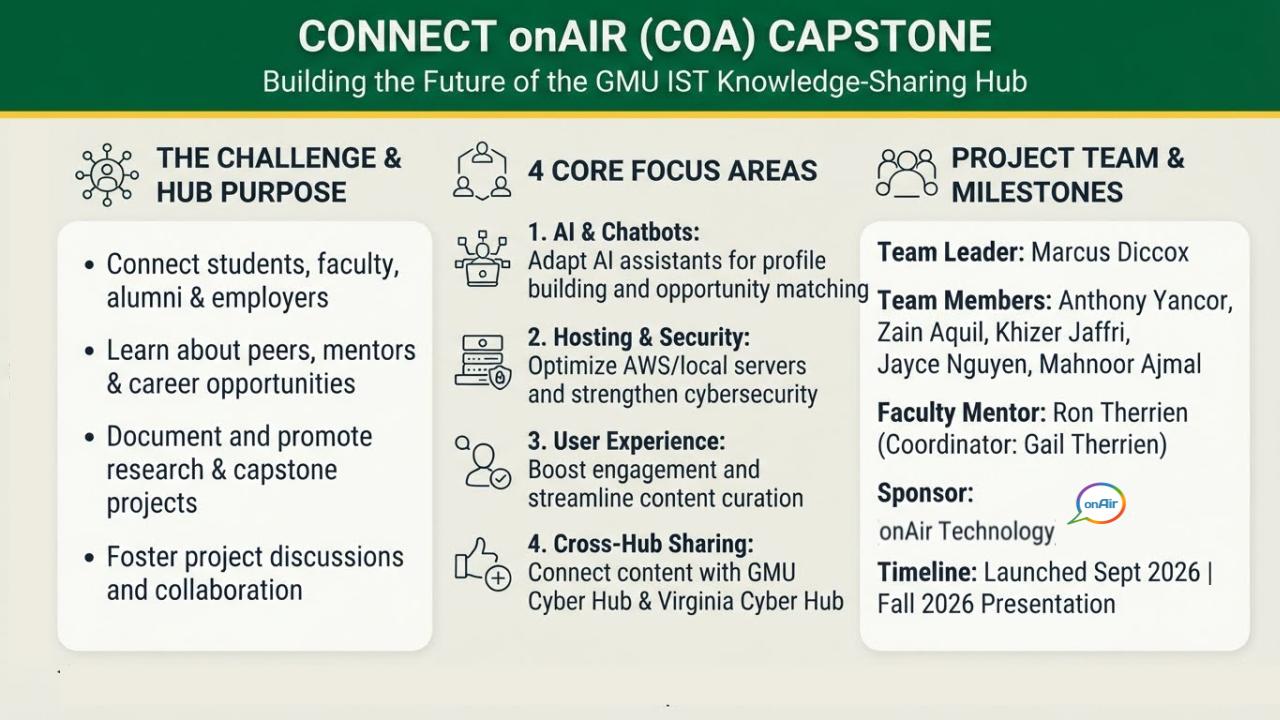 CONNECT onAIR (COA) CAPSTONE
Building the Future of the GMU IST Knowledge-Sharing Hub
THE CHALLENGE &
HUB PURPOSE
• Connect students, faculty,
alumni & employers
• Learn about peers, mentors
& career opportunities
• Document and promote
research & capstone
projects
• Foster project discussions
and collaboration
4 CORE FOCUS AREAS
1. AI & Chatbots:
Adapt AI assistants for profile
building and opportunity matching
2. Hosting & Security:
Optimize AWS/local servers
and strengthen cybersecurity
3. User Experience:
Boost engagement and
streamline content curation
4. Cross-Hub Sharing:
Connect content with GMU
Cyber Hub & Virginia Cyber Hub
PROJECT TEAM &
MILESTONES
Team Leader: Marcus Diccox
Team Members: Anthony Yancor,
Zain Aquil, Khizer Jaffri,
Jayce Nguyen, Mahnoor Ajmal
Faculty Mentor: Ron Therrien
(Coordinator: Gail Therrien)
Sponsor:
onAir
onAir Technology
Timeline: Launched Sept 2026 |
Fall 2026 Presentation